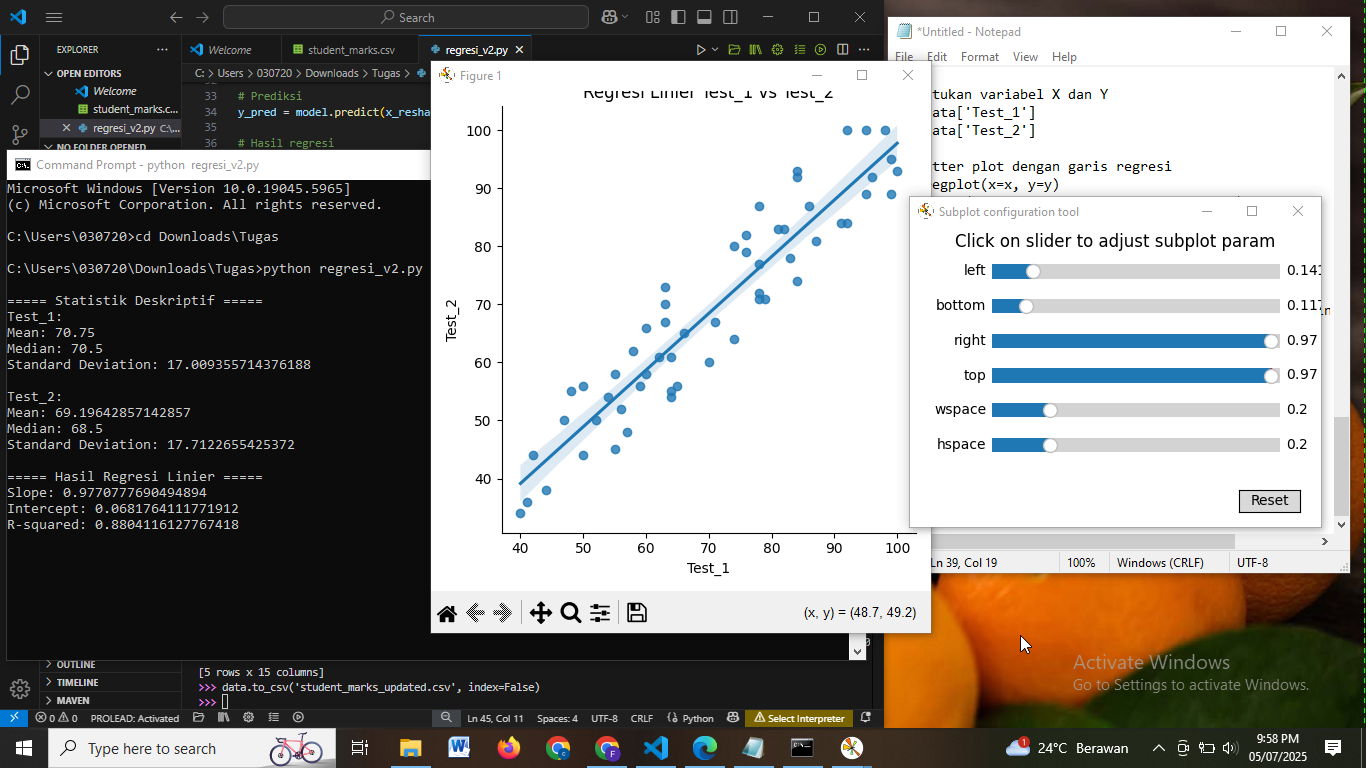 Search
EXPLORER
OPEN EDITORS
Welcome
student_marks.c...
regresi_v2.py C:\...
NO FOLDER OPENED
Welcome
student_marks.csv
regresi_v2.py
C: > Users > 030720 > Downloads > Tugas >
33
# Prediksi
34
y_pred = model.predict(x_resha
35
36
# Hasil regresi
Command Prompt - python  regresi_v2.py
Microsoft Windows [Version 10.0.19045.5965]
(c) Microsoft Corporation. All rights reserved.
C:\Users\030720>cd Downloads\Tugas
C:\Users\030720\Downloads\Tugas>python regresi_v2.py
===== Statistik Deskriptif =====
Test_1:
Mean: 70.75
Median: 70.5
Standard Deviation: 17.009355714376188
Test_2:
Mean: 69.19642857142857
Median: 68.5
Standard Deviation: 17.7122655425372
===== Hasil Regresi Linier =====
Slope: 0.9770777690494894
Intercept: 0.0681764111771912
R-squared: 0.8804116127767418
Figure 1
Regresi Linier Test_1 vs Test_2
100
90
80
70
60
50
40
Test_2
40 50 60 70 80 90 100
Test_1
(x, y) = (48.7, 49.2)
*Untitled - Notepad
File Edit Format View Help
tukan variabel X dan Y
ata['Test_1']
ata['Test_2']
tter plot dengan garis regresi
egplot(x=x, y=y)
Subplot configuration tool
Click on slider to adjust subplot param
left 0.141
bottom 0.117
right 0.97
top 0.97
wspace 0.2
hspace 0.2
Reset
Ln 39, Col 19
100%
Windows (CRLF)
UTF-8
OUTLINE
TIMELINE
MAVEN
[5 rows x 15 columns]
>>> data.to_csv('student_marks_updated.csv', index=False)
>>>
0 0 PROLEAD: Activated
Ln 45, Col 11 Spaces: 4 UTF-8 CRLF {} Python Select Interpreter
Activate Windows
Go to Settings to activate Windows.
Type here to search
1
24°C Berawan
9:58 PM
05/07/2025